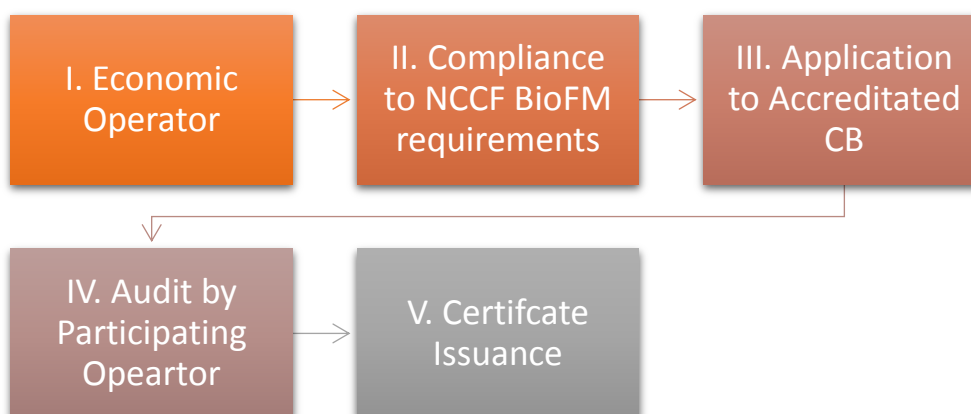 I. Economic
Operator
II. Compliance
to NCCF BioFM
requirements
III. Application
to Accreditated
CB
IV. Audit by
Participating
Opeartor
V. Certifcate
Issuance